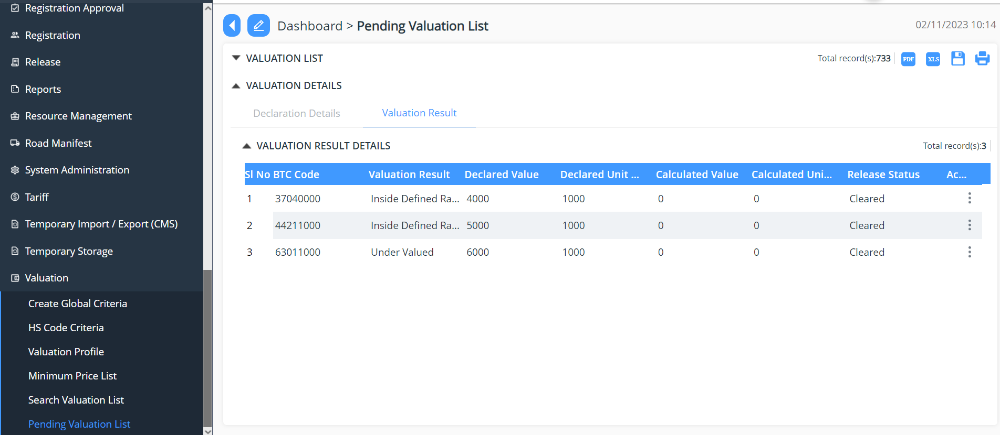 Registration Approval
Registration
Release
Reports
Resource Management
Road Manifest
System Administration
Tariff
Temporary Import / Export (CMS)
Temporary Storage
Valuation
Create Global Criteria
HS Code Criteria
Valuation Profile
Minimum Price List
Search Valuation List
Pending Valuation List
Dashboard > Pending Valuation List
02/11/2023 10:14
VALUATION LIST
Total record(s):733
PDF
XLS
VALUATION DETAILS
Declaration Details
Valuation Result
VALUATION RESULT DETAILS
Total record(s):3
Sl No BTC Code Valuation Result Declared Value Declared Unit ... Calculated Value Calculated Uni... Release Status Ac...
1 37040000 Inside Defined Ra... 4000 1000 0 0 Cleared
2 44211000 Inside Defined Ra... 5000 1000 0 0 Cleared
3 63011000 Under Valued 6000 1000 0 0 Cleared